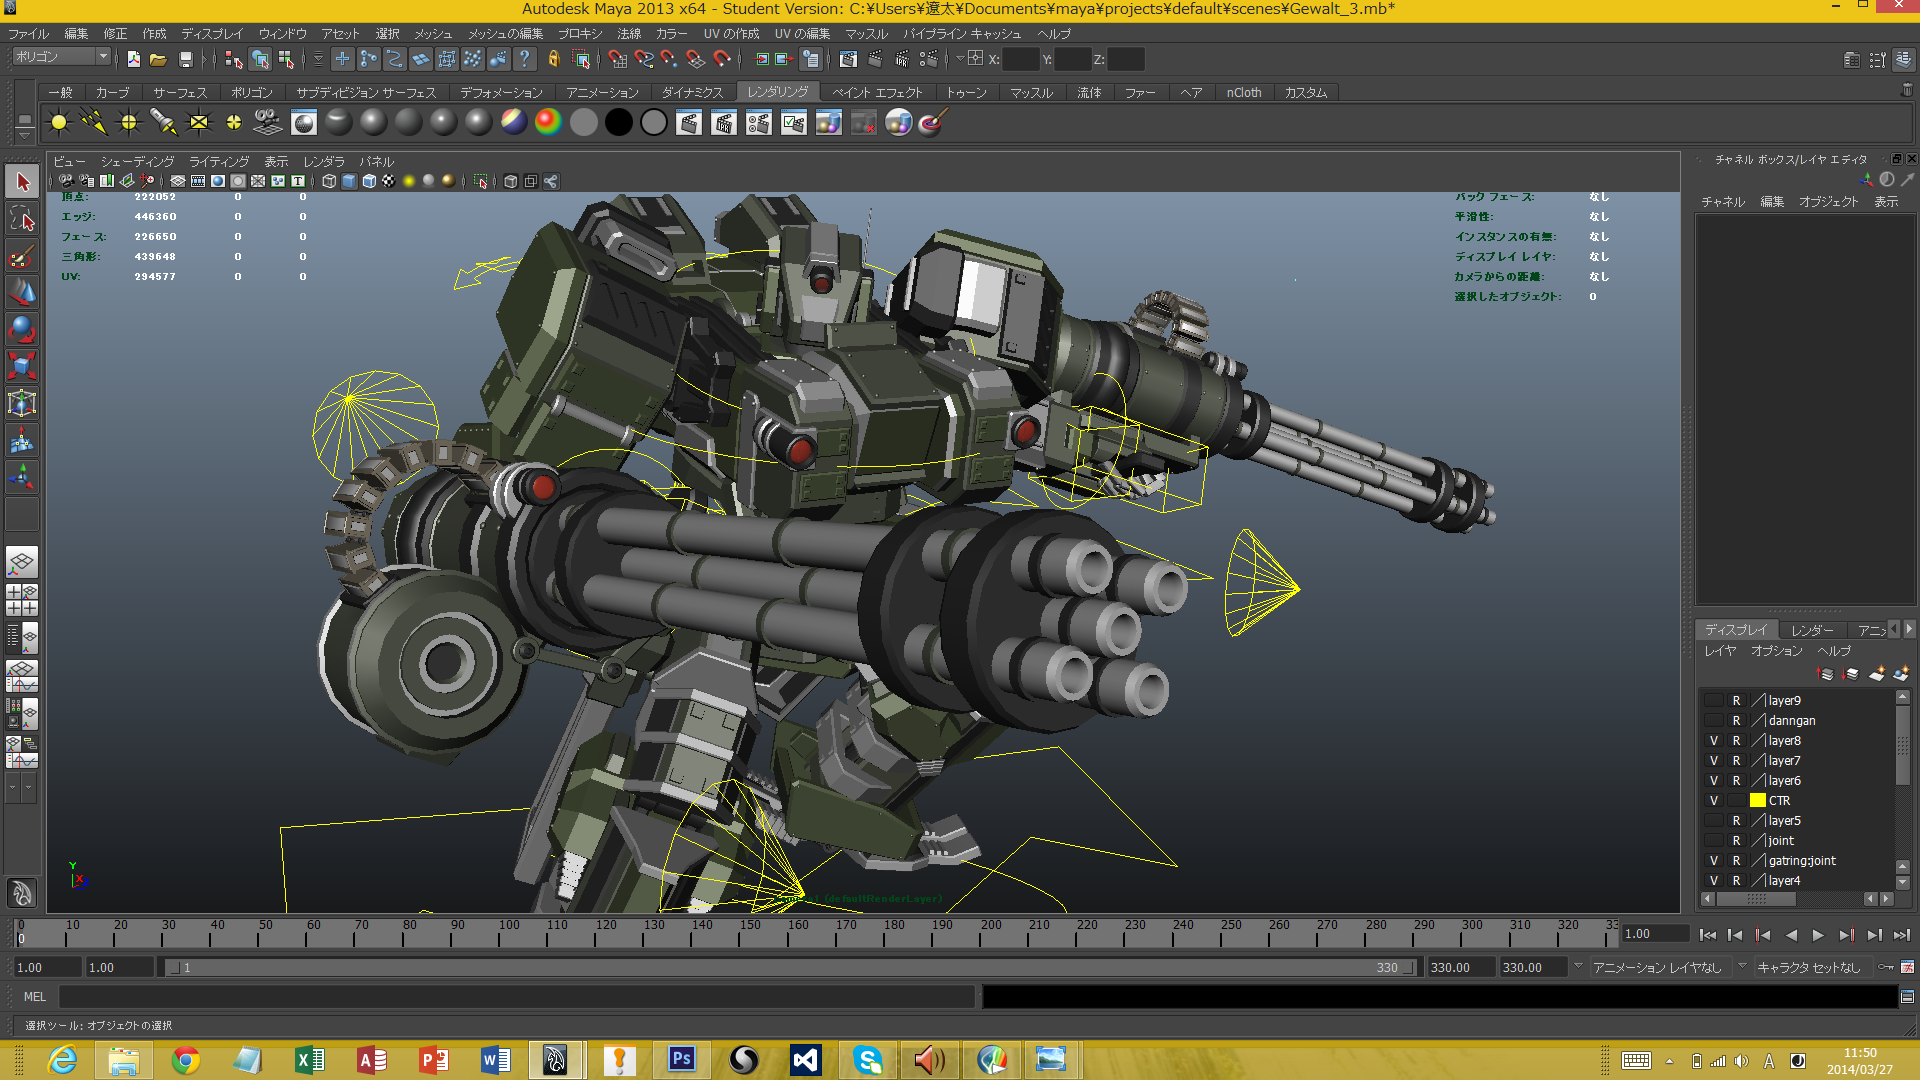 Autodesk Maya 2013 x64 - Student Version: C:¥Users¥遼太¥Documents¥maya¥projects¥default¥scenes¥Gewalt_3.mb*
ファイル 編集 修正 作成 ディスプレイ ウィンドウ アセット 選択 メッシュ メッシュの編集 プロキシ 法線 カラー UV の作成 UV の編集 マッスル パイプライン キャッシュ ヘルプ
ポリゴン X: Y: Z:
一般 カーブ サーフェス ポリゴン サブディビジョン サーフェス デフォメーション アニメーション ダイナミクス レンダリング ペイント エフェクト トゥーン マッスル 流体 ファー ヘア nCloth カスタム
ビュー シェーディング ライティング 表示 レンダラ パネル
頂点: 222052 0 0
エッジ: 446360 0 0
フェース: 226650 0 0
三角形: 439648 0 0
UV: 294577 0 0
バック フェース: なし
平滑性: なし
インスタンスの有無: なし
ディスプレイ レイヤ: なし
カメラからの距離: なし
選択したオブジェクト: 0
チャネル ボックス/レイヤ エディタ
チャネル 編集 オブジェクト 表示
ディスプレイ レンダー アニ
レイヤ オプション ヘルプ
R layer9
R danngan
V R layer8
V R layer7
V R layer6
V CTR
R layer5
R joint
V R gatring:joint
V R layer4
Y
X
(defaultRenderLayer)
0 10 20 30 40 50 60 70 80 90 100 110 120 130 140 150 160 170 180 190 200 210 220 230 240 250 260 270 280 290 300 310 320 33
0
1.00
1.00 1.00 1 330 330.00 330.00 アニメーション レイヤなし キャラクタ セットなし
MEL
選択ツール: オブジェクトの選択
Ps
A
11:50
2014/03/27